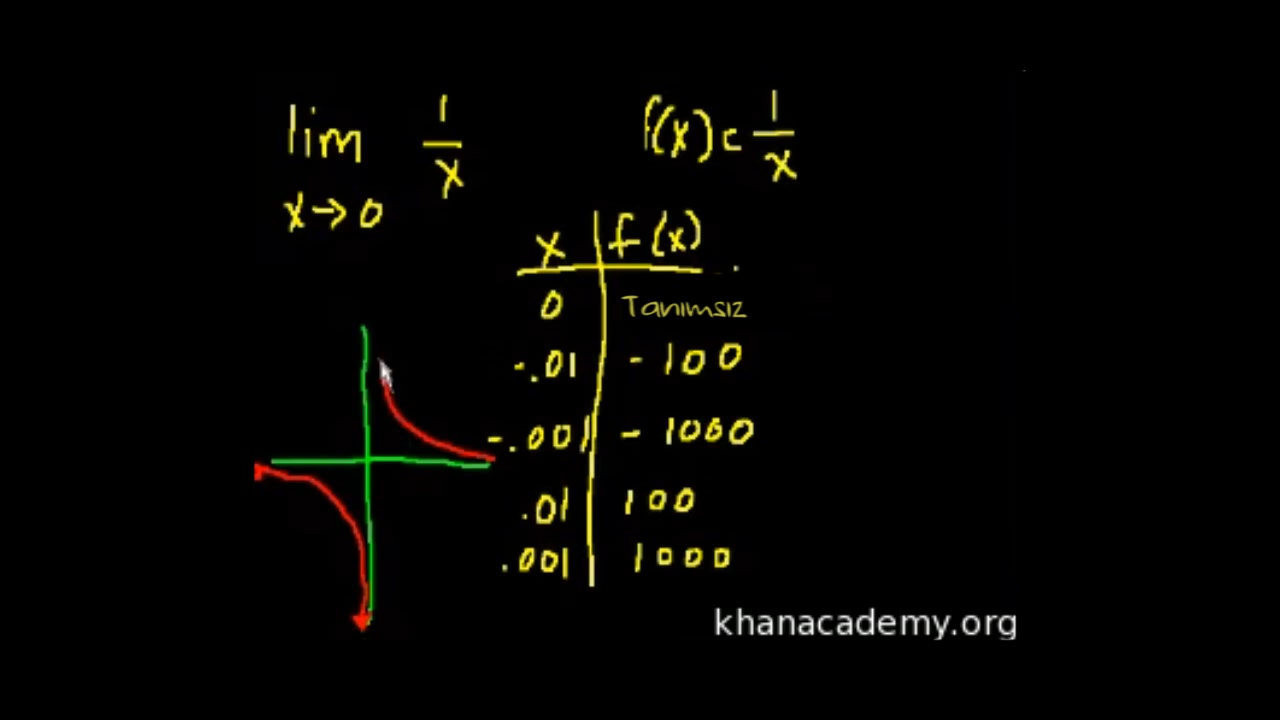 lim x→0 1/x
f(x) = 1/x
x f(x)
0 Tanımsız
-.01 - 100
-.001 - 1000
.01 100
.001 1000
khanacademy.org